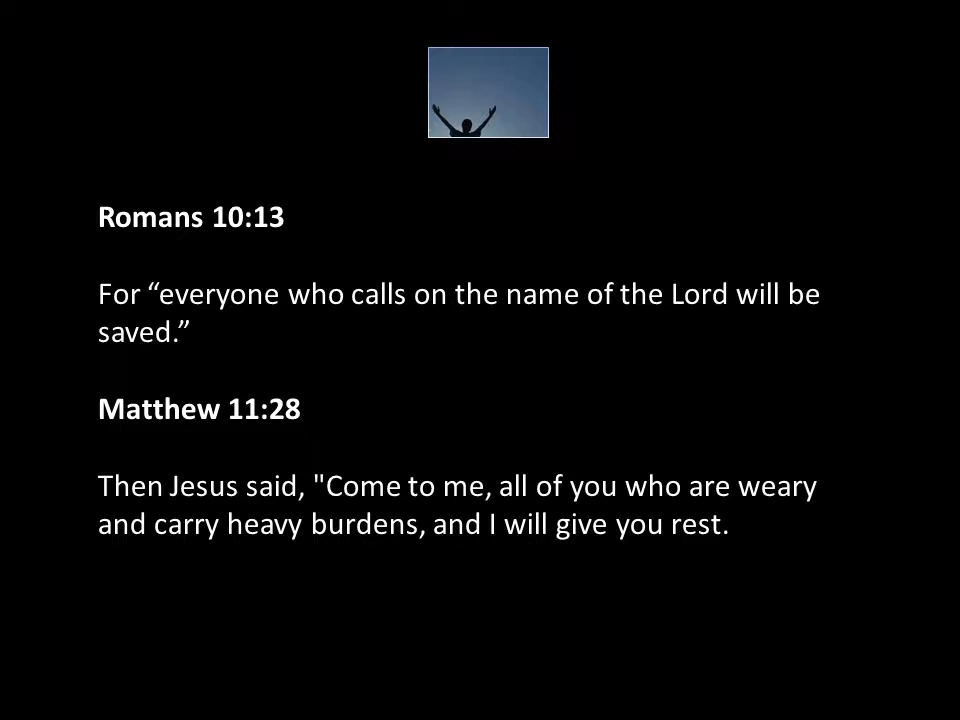 Romans 10:13
For “everyone who calls on the name of the Lord will be
saved.”
Matthew 11:28
Then Jesus said, "Come to me, all of you who are weary
and carry heavy burdens, and I will give you rest.